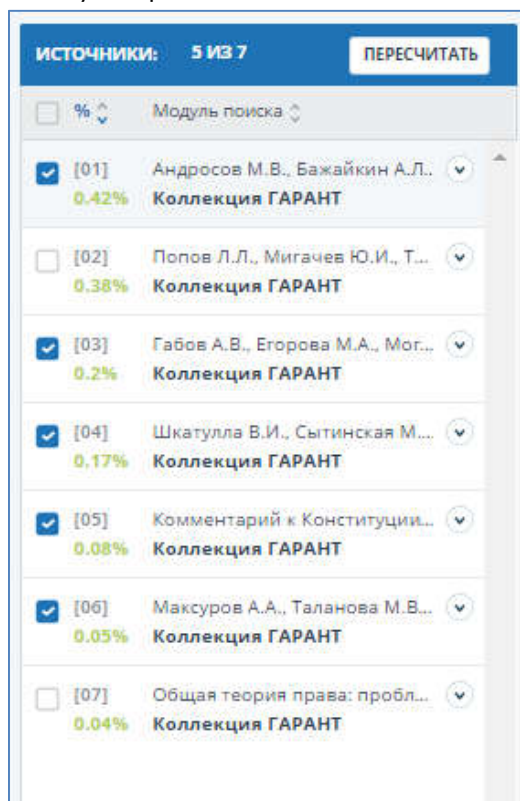 ИСТОЧНИКИ: 5 ИЗ 7 ПЕРЕСЧИТАТЬ
% Модуль поиска
[01] Андросов М.В., Бажайкин А.Л..
0.42% Коллекция ГАРАНТ
[02] Попов Л.Л., Мигачев Ю.И., Т...
0.38% Коллекция ГАРАНТ
[03] Габов А.В., Егорова М.А., Мог...
0.2% Коллекция ГАРАНТ
[04] Шкатулла В.И., Сытинская М....
0.17% Коллекция ГАРАНТ
[05] Комментарий к Конституции...
0.08% Коллекция ГАРАНТ
[06] Максуров А.А., Таланова М.В...
0.05% Коллекция ГАРАНТ
[07] Общая теория права: пробл...
0.04% Коллекция ГАРАНТ